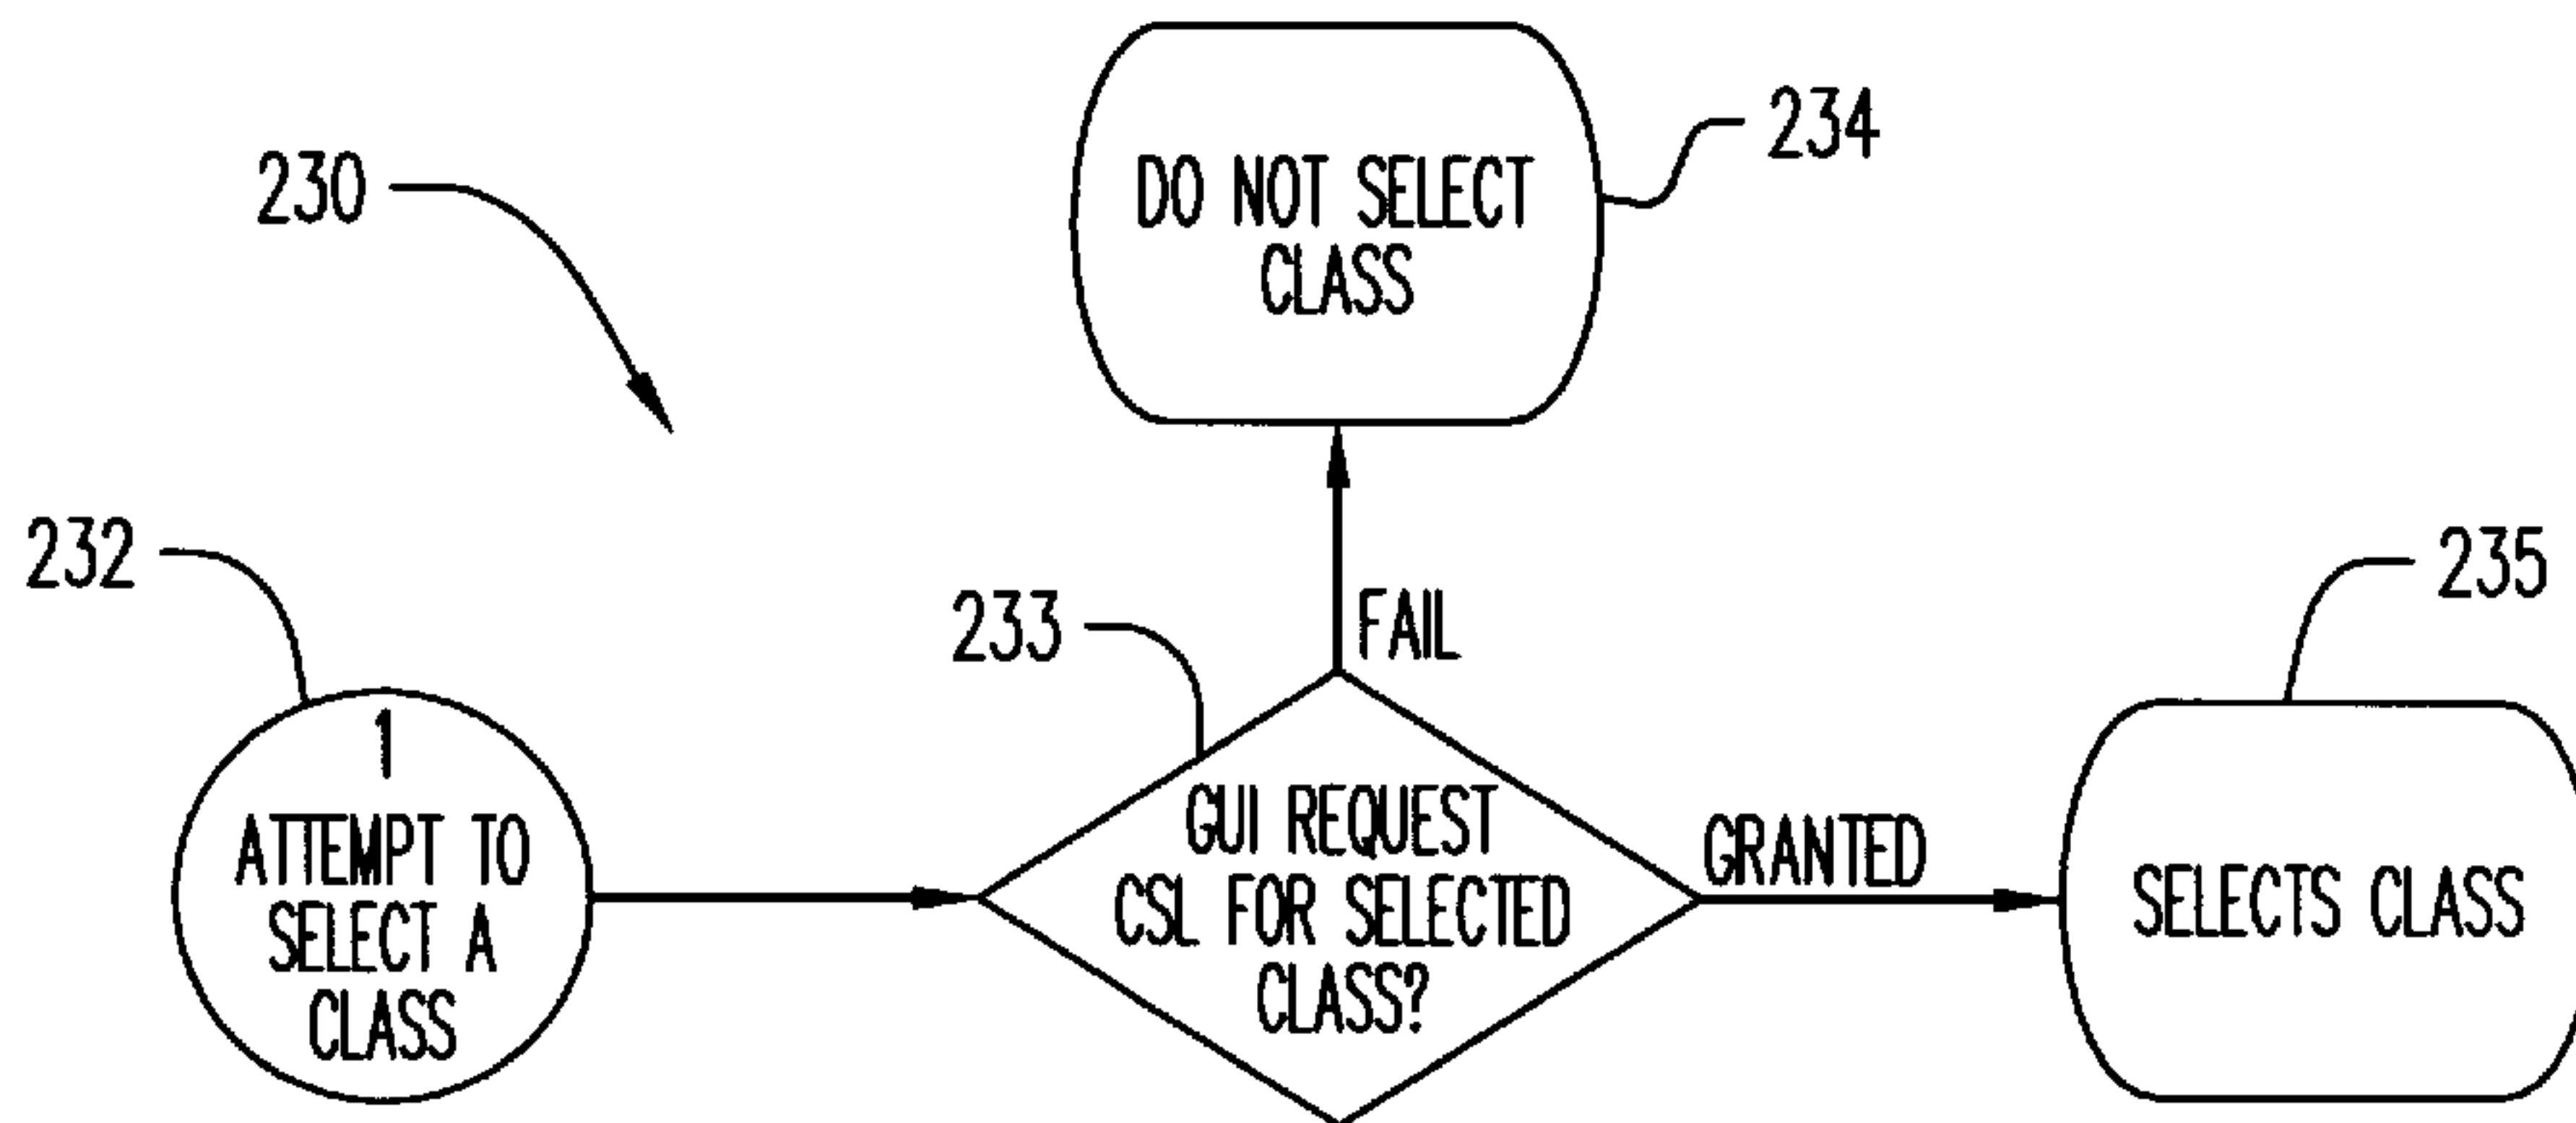 230
DO NOT SELECT
CLASS
234
232
1
ATTEMPT TO
SELECT A
CLASS
233
FAIL
GUI REQUEST
CSL FOR SELECTED
CLASS?
GRANTED
235
SELECTS CLASS